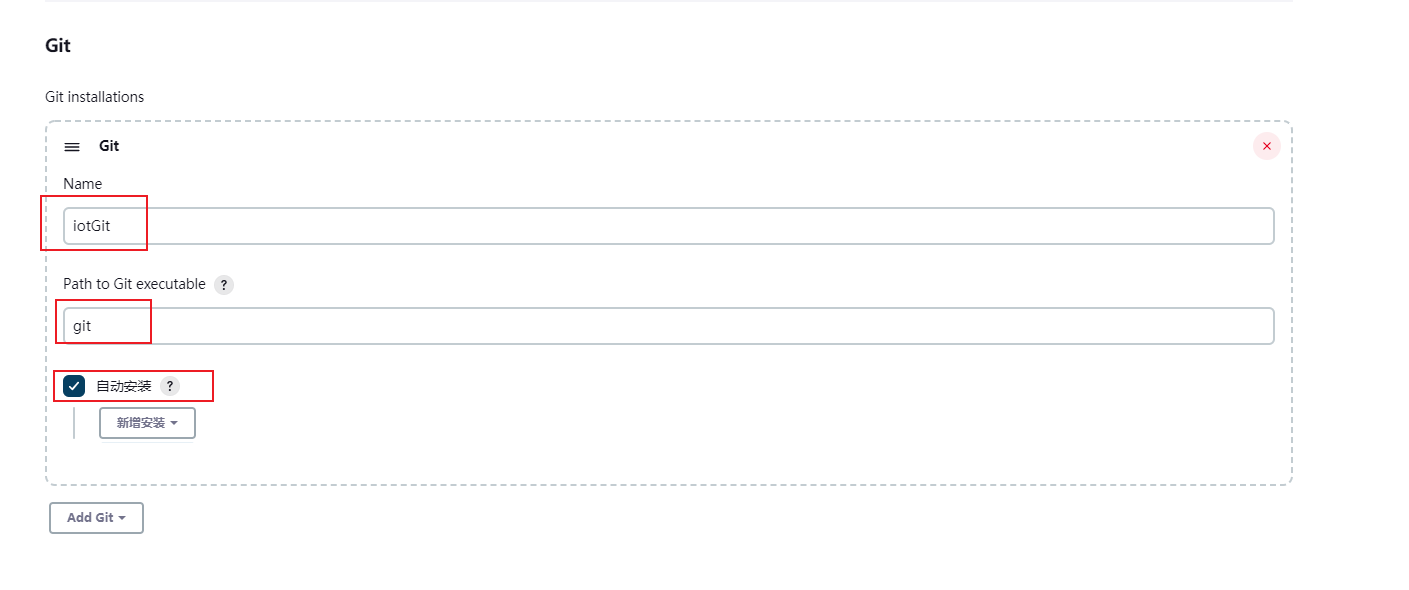 Git
Git installations
Git
Name
iotGit
Path to Git executable ?
git
自动安装 ?
新增安装
Add Git